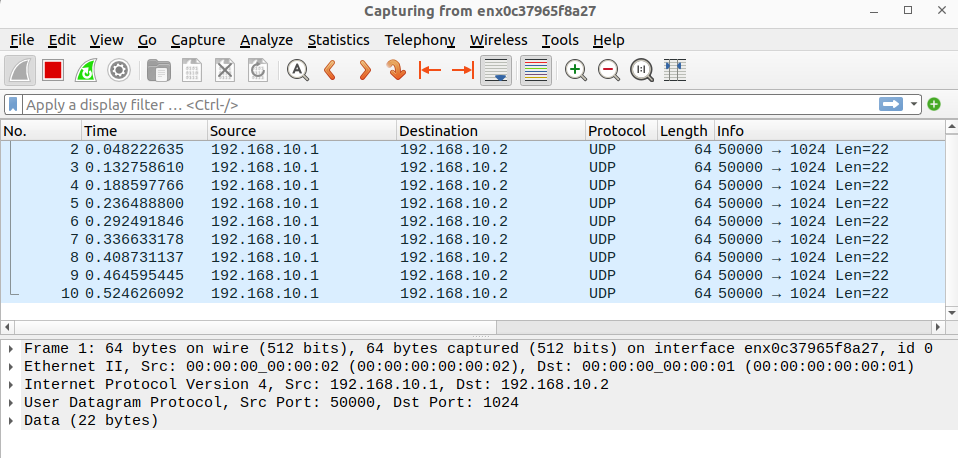 Capturing from enx0c37965f8a27
File Edit View Go Capture Analyze Statistics Telephony Wireless Tools Help
Apply a display filter … <Ctrl-/>
No. Time Source Destination Protocol Length Info
2 0.048222635 192.168.10.1 192.168.10.2 UDP 64 50000 → 1024 Len=22
3 0.132758610 192.168.10.1 192.168.10.2 UDP 64 50000 → 1024 Len=22
4 0.188597766 192.168.10.1 192.168.10.2 UDP 64 50000 → 1024 Len=22
5 0.236488800 192.168.10.1 192.168.10.2 UDP 64 50000 → 1024 Len=22
6 0.292491846 192.168.10.1 192.168.10.2 UDP 64 50000 → 1024 Len=22
7 0.336633178 192.168.10.1 192.168.10.2 UDP 64 50000 → 1024 Len=22
8 0.408731137 192.168.10.1 192.168.10.2 UDP 64 50000 → 1024 Len=22
9 0.464595445 192.168.10.1 192.168.10.2 UDP 64 50000 → 1024 Len=22
10 0.524626092 192.168.10.1 192.168.10.2 UDP 64 50000 → 1024 Len=22
Frame 1: 64 bytes on wire (512 bits), 64 bytes captured (512 bits) on interface enx0c37965f8a27, id 0
Ethernet II, Src: 00:00:00_00:00:02 (00:00:00:00:00:02), Dst: 00:00:00_00:00:01 (00:00:00:00:00:01)
Internet Protocol Version 4, Src: 192.168.10.1, Dst: 192.168.10.2
User Datagram Protocol, Src Port: 50000, Dst Port: 1024
Data (22 bytes)